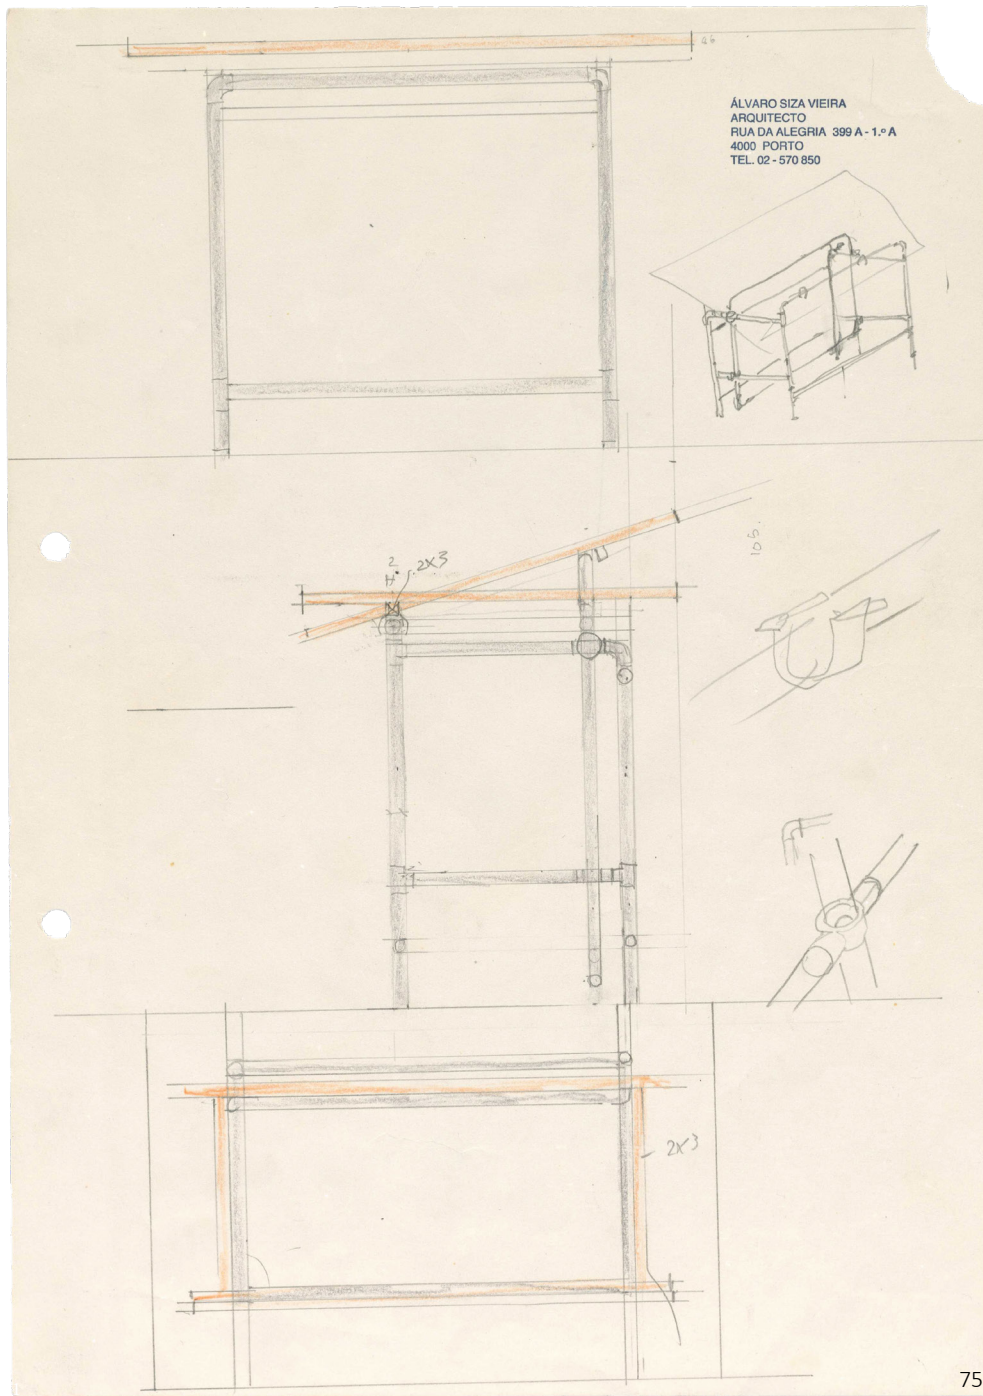 ÁLVARO SIZA VIEIRA
ARQUITECTO
RUA DA ALEGRIA 399 A - 1.º A
4000 PORTO
TEL. 02 - 570 850
2
2x3
105.
2x3
75